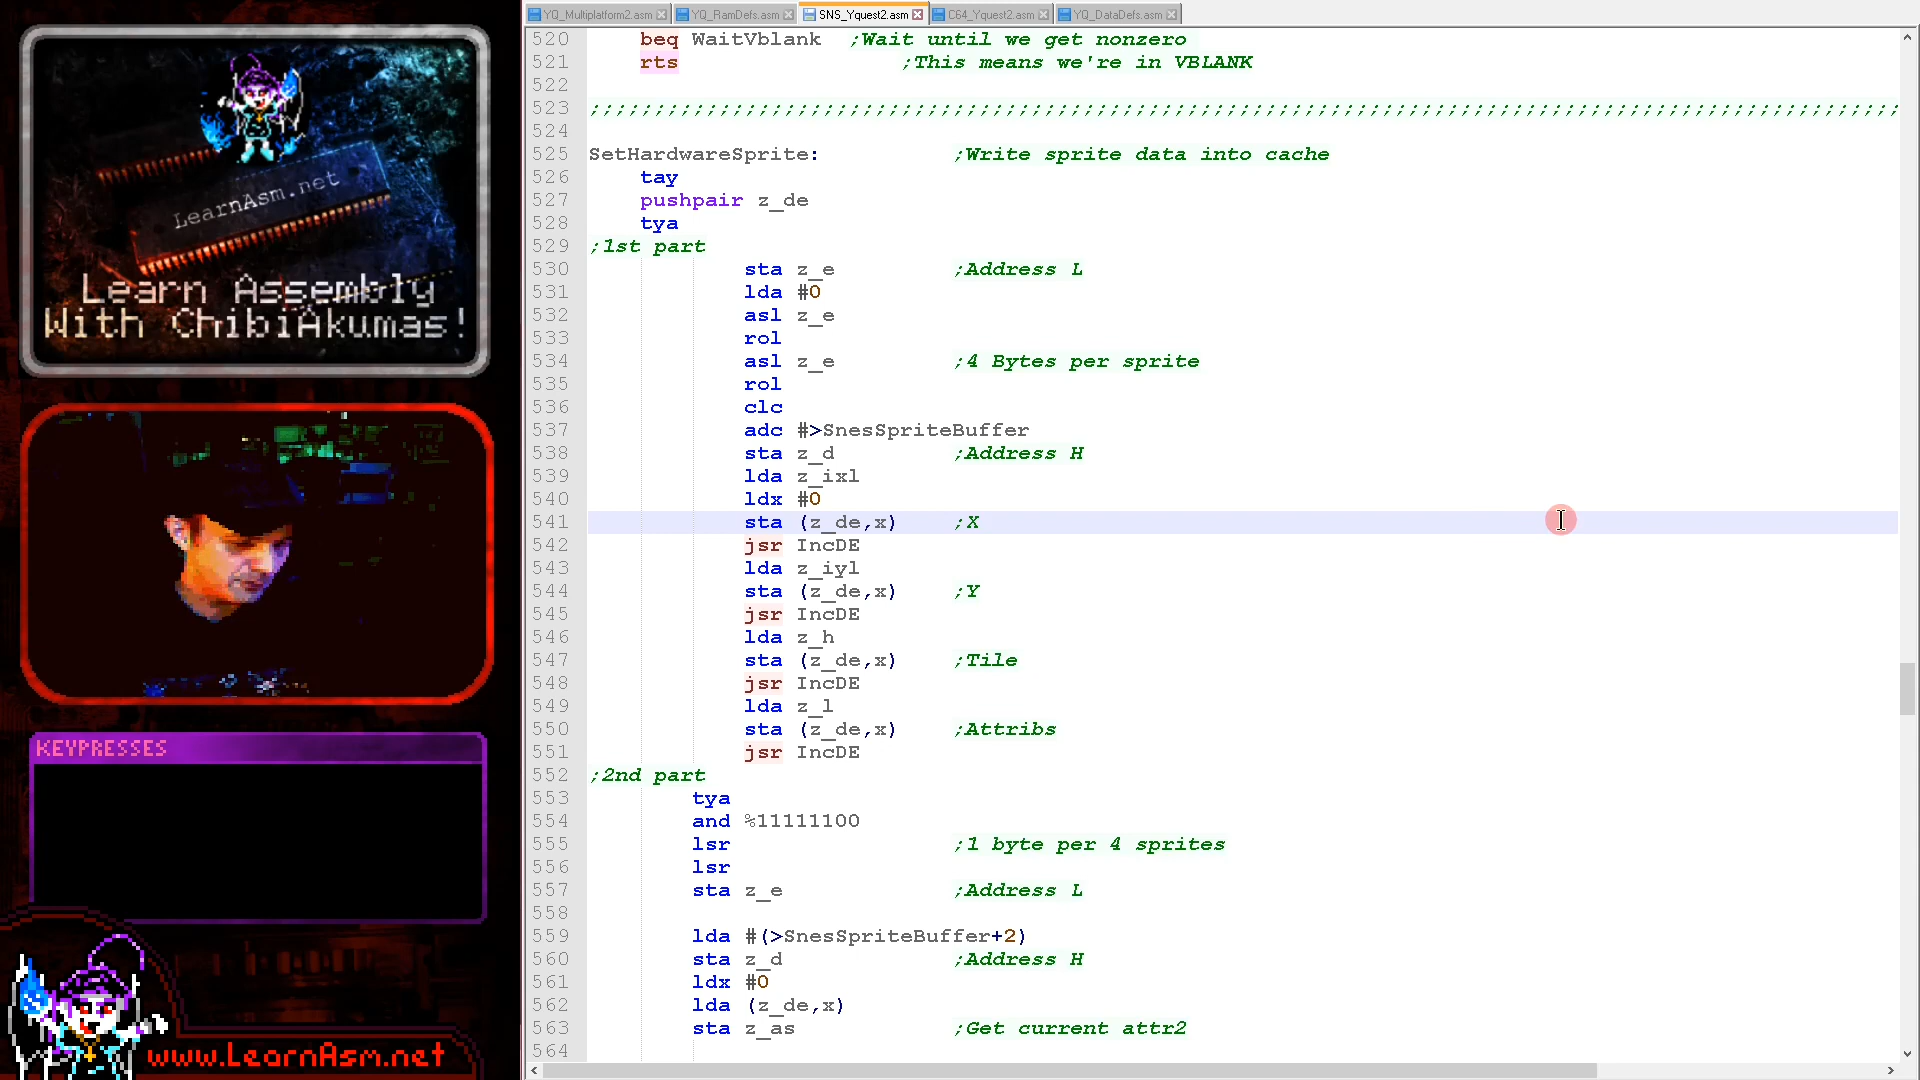 LearnAsm.net
Learn Assembly
With ChibiAkumas!
KEYPRESSES
www.LearnAsm.net
YQ_Multiplatform2.asm YQ_RamDefs.asm SNS_Yquest2.asm C64_Yquest2.asm YQ_DataDefs.asm
520 beq WaitVblank ;Wait until we get nonzero
521 rts ;This means we're in VBLANK
522
523 ;;;;;;;;;;;;;;;;;;;;;;;;;;;;;;;;;;;;;;;;;;;;;;;;;;;;;;;;;;;;;;;;;;;;;;;;;;;;;;;;;;;;;;;;;;;;;;;;;;;;;
524
525 SetHardwareSprite: ;Write sprite data into cache
526 tay
527 pushpair z_de
528 tya
529 ;1st part
530 sta z_e ;Address L
531 lda #0
532 asl z_e
533 rol
534 asl z_e ;4 Bytes per sprite
535 rol
536 clc
537 adc #>SnesSpriteBuffer
538 sta z_d ;Address H
539 lda z_ixl
540 ldx #0
541 sta (z_de,x) ;X
542 jsr IncDE
543 lda z_iyl
544 sta (z_de,x) ;Y
545 jsr IncDE
546 lda z_h
547 sta (z_de,x) ;Tile
548 jsr IncDE
549 lda z_l
550 sta (z_de,x) ;Attribs
551 jsr IncDE
552 ;2nd part
553 tya
554 and %11111100
555 lsr ;1 byte per 4 sprites
556 lsr
557 sta z_e ;Address L
558
559 lda #(>SnesSpriteBuffer+2)
560 sta z_d ;Address H
561 ldx #0
562 lda (z_de,x)
563 sta z_as ;Get current attr2
564